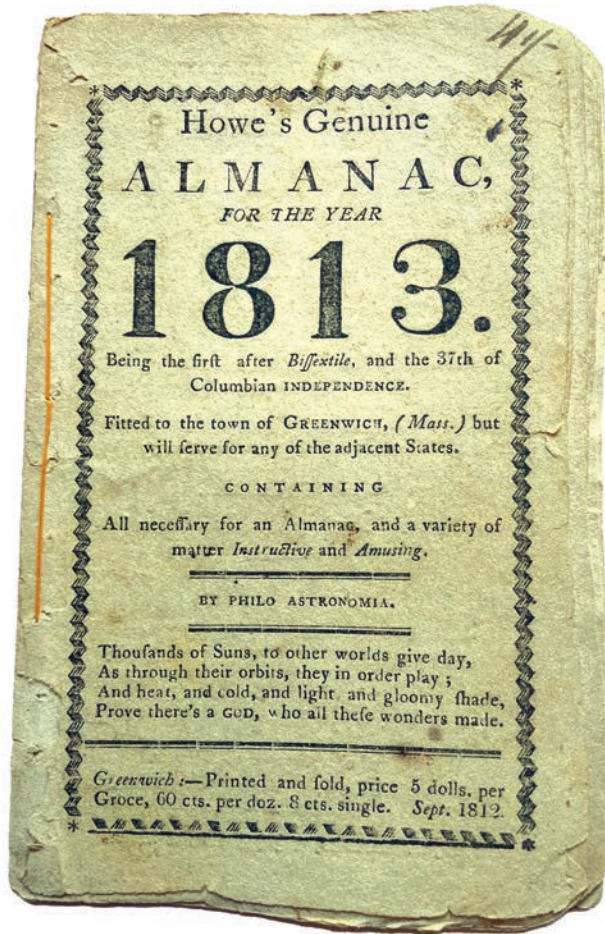 Howe's Genuine
ALMANAC,
FOR THE YEAR
1813.
Being the firſt after Biſſextile, and the 37th of
Columbian INDEPENDENCE.
Fitted to the town of GREENWICH, (Mass.) but
will ſerve for any of the adjacent States.
CONTAINING
All neceſſary for an Almanac, and a variety of
matter Inſtructive and Amuſing.
BY PHILO ASTRONOMIA.
Thouſands of Suns, to other worlds give day,
As through their orbits, they in order play ;
And heat, and cold, and light, and gloomy ſhade,
Prove there's a GOD, who all theſe wonders made.
Greenwich :—Printed and ſold, price 5 dolls. per
Groce, 60 cts. per doz. 8 cts. single. Sept. 1812.